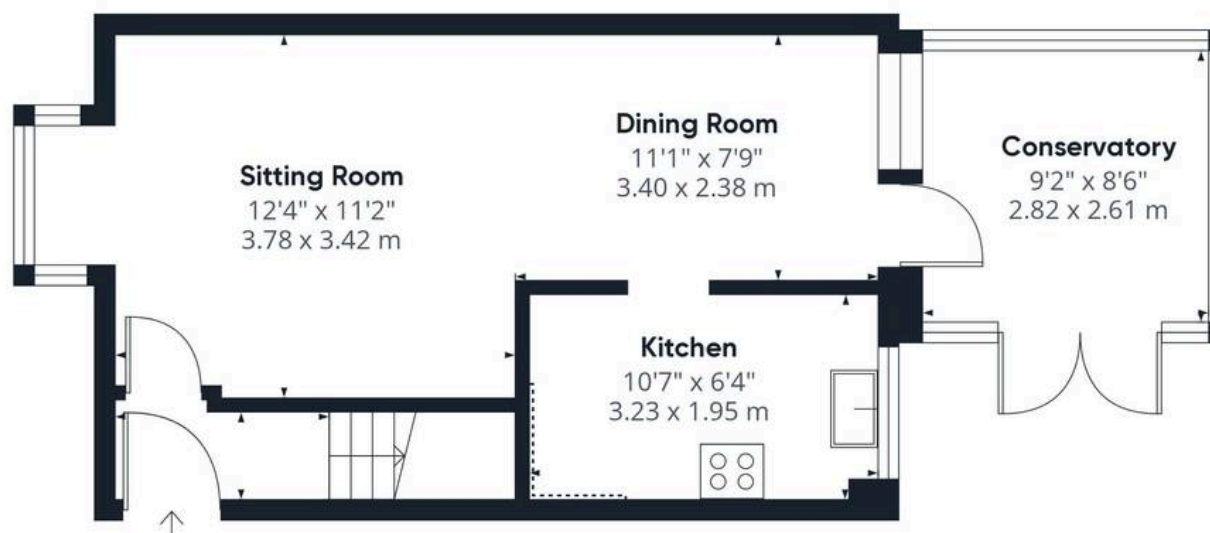 Sitting Room
12'4" x 11'2"
3.78 x 3.42 m
Dining Room
11'1" x 7'9"
3.40 x 2.38 m
Conservatory
9'2" x 8'6"
2.82 x 2.61 m
Kitchen
10'7" x 6'4"
3.23 x 1.95 m